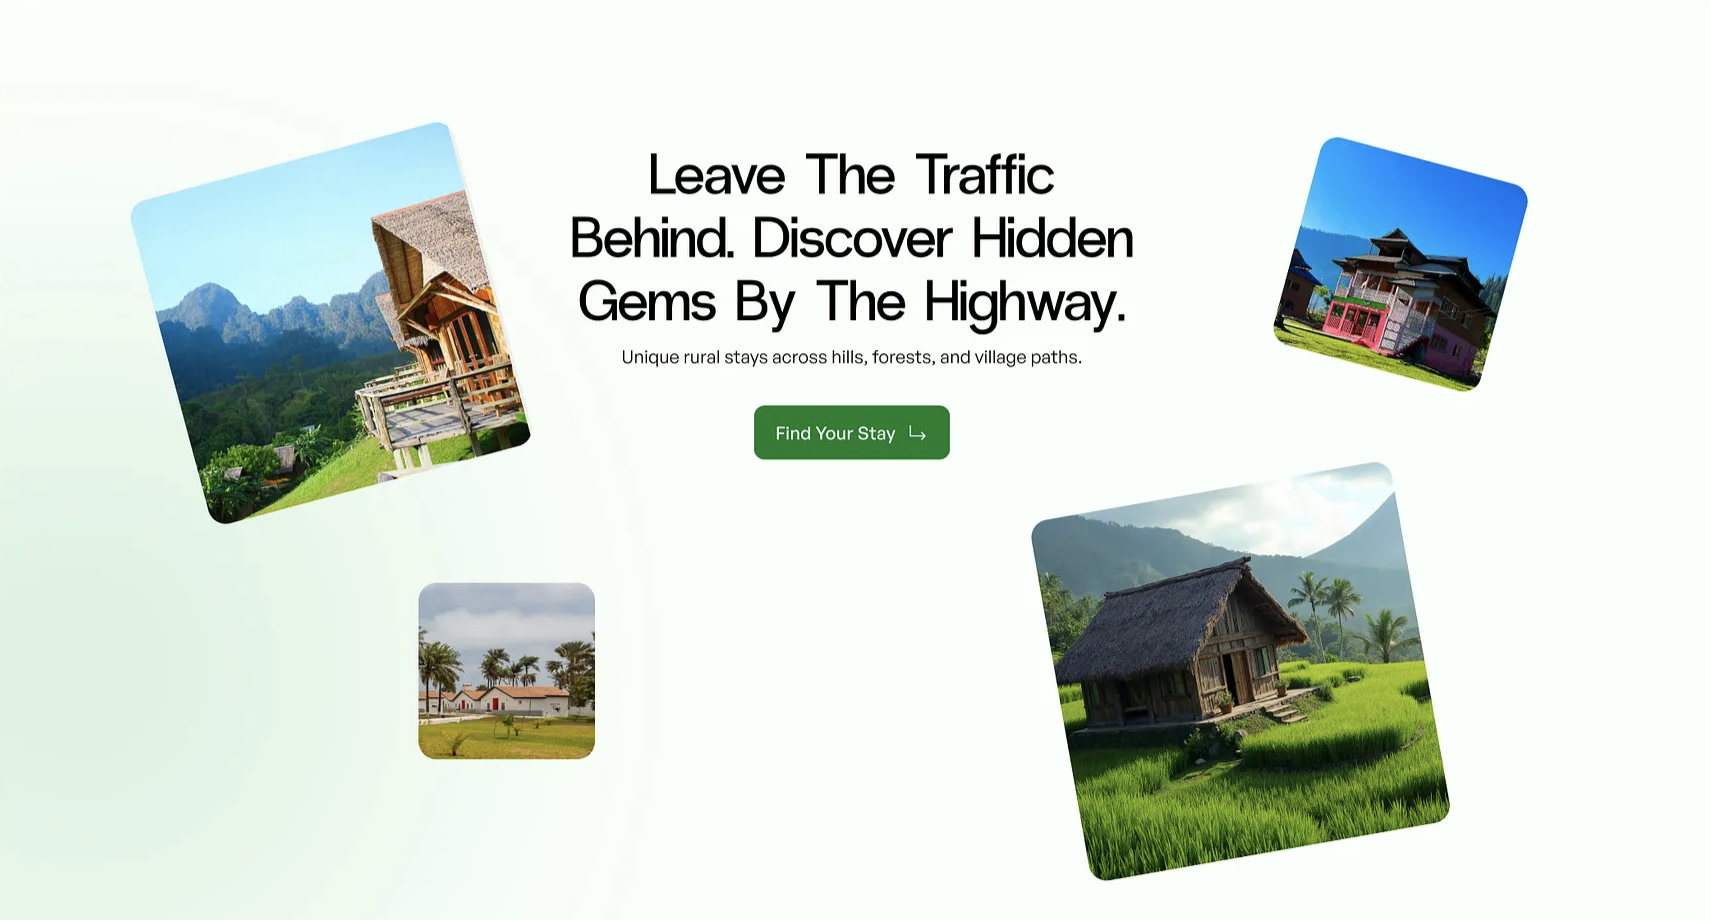 Leave The Traffic
Behind. Discover Hidden
Gems By The Highway.
Unique rural stays across hills, forests, and village paths.
Find Your Stay